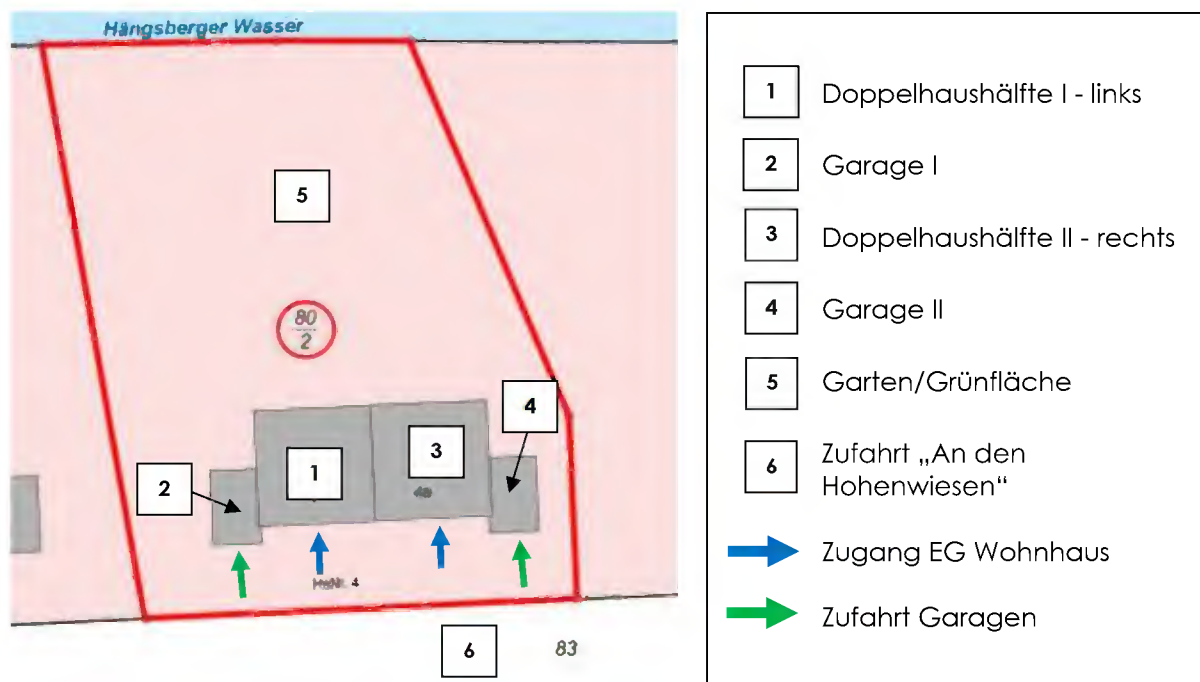 Hängsberger Wasser
5
80
2
4
3
1
2
4a
HsNr. 4
6
83
1 Doppelhaushälfte I - links
2 Garage I
3 Doppelhaushälfte II - rechts
4 Garage II
5 Garten/Grünfläche
6 Zufahrt „An den
Hohenwiesen“
Zugang EG Wohnhaus
Zufahrt Garagen